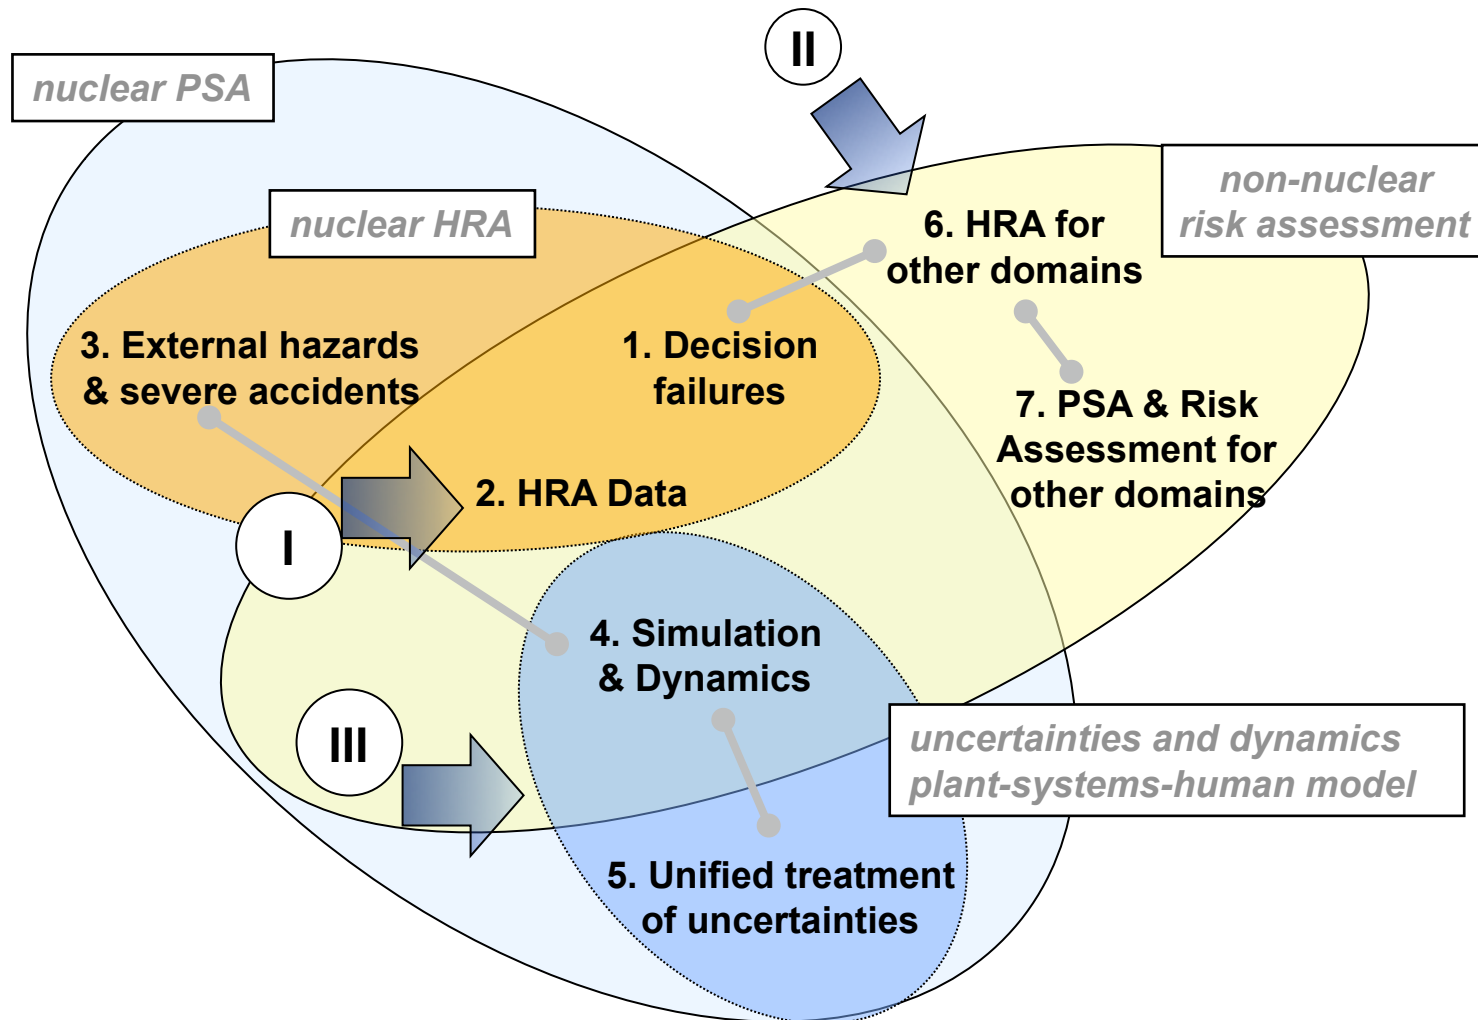 II
nuclear PSA
non-nuclear
risk assessment
nuclear HRA
6. HRA for
other domains
3. External hazards
& severe accidents
1. Decision
failures
7. PSA & Risk
Assessment for
other domains
2. HRA Data
I
4. Simulation
& Dynamics
III
uncertainties and dynamics
plant-systems-human model
5. Unified treatment
of uncertainties